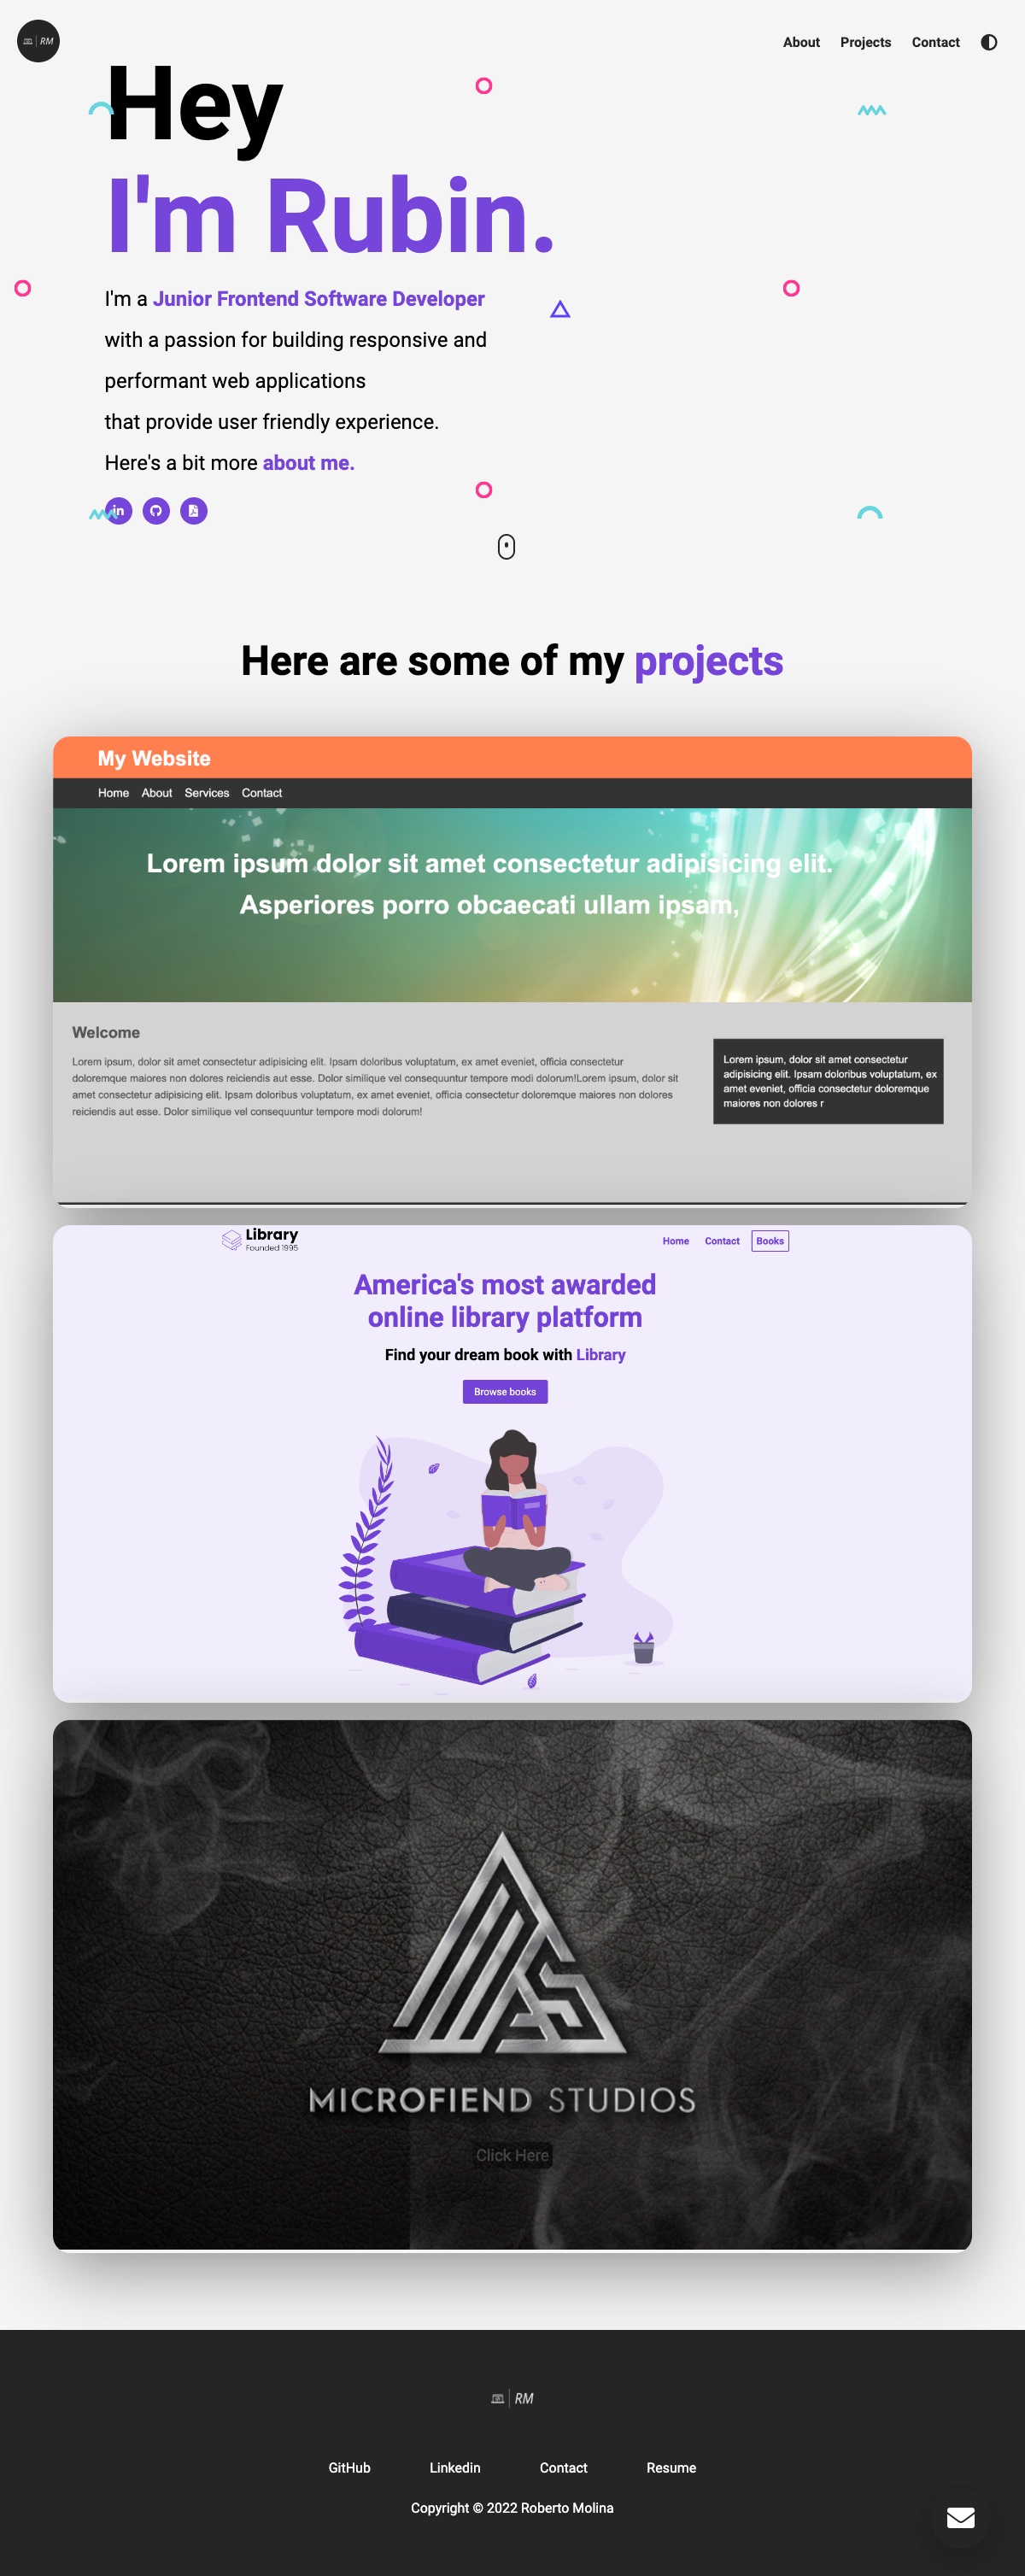 RM
About Projects Contact
Hey
I'm Rubin.
I'm a Junior Frontend Software Developer
with a passion for building responsive and
performant web applications
that provide user friendly experience.
Here's a bit more about me.
in
Here are some of my projects
My Website
Home About Services Contact
Lorem ipsum dolor sit amet consectetur adipisicing elit.
Asperiores porro obcaecati ullam ipsam,
Welcome
Lorem ipsum, dolor sit amet consectetur adipisicing elit. Ipsam doloribus voluptatum, ex amet eveniet, officia consectetur
doloremque maiores non dolores reiciendis aut esse. Dolor similique vel consequuntur tempore modi dolorum!Lorem ipsum, dolor sit
amet consectetur adipisicing elit. Ipsam doloribus voluptatum, ex amet eveniet, officia consectetur doloremque maiores non dolores
reiciendis aut esse. Dolor similique vel consequuntur tempore modi dolorum!
Lorem ipsum, dolor sit amet consectetur
adipisicing elit. Ipsam doloribus voluptatum, ex
amet eveniet, officia consectetur doloremque
maiores non dolores r
Library
Founded 1995
Home Contact Books
America's most awarded
online library platform
Find your dream book with Library
Browse books
MICROFIEND STUDIOS
Click Here
RM
GitHub Linkedin Contact Resume
Copyright © 2022 Roberto Molina